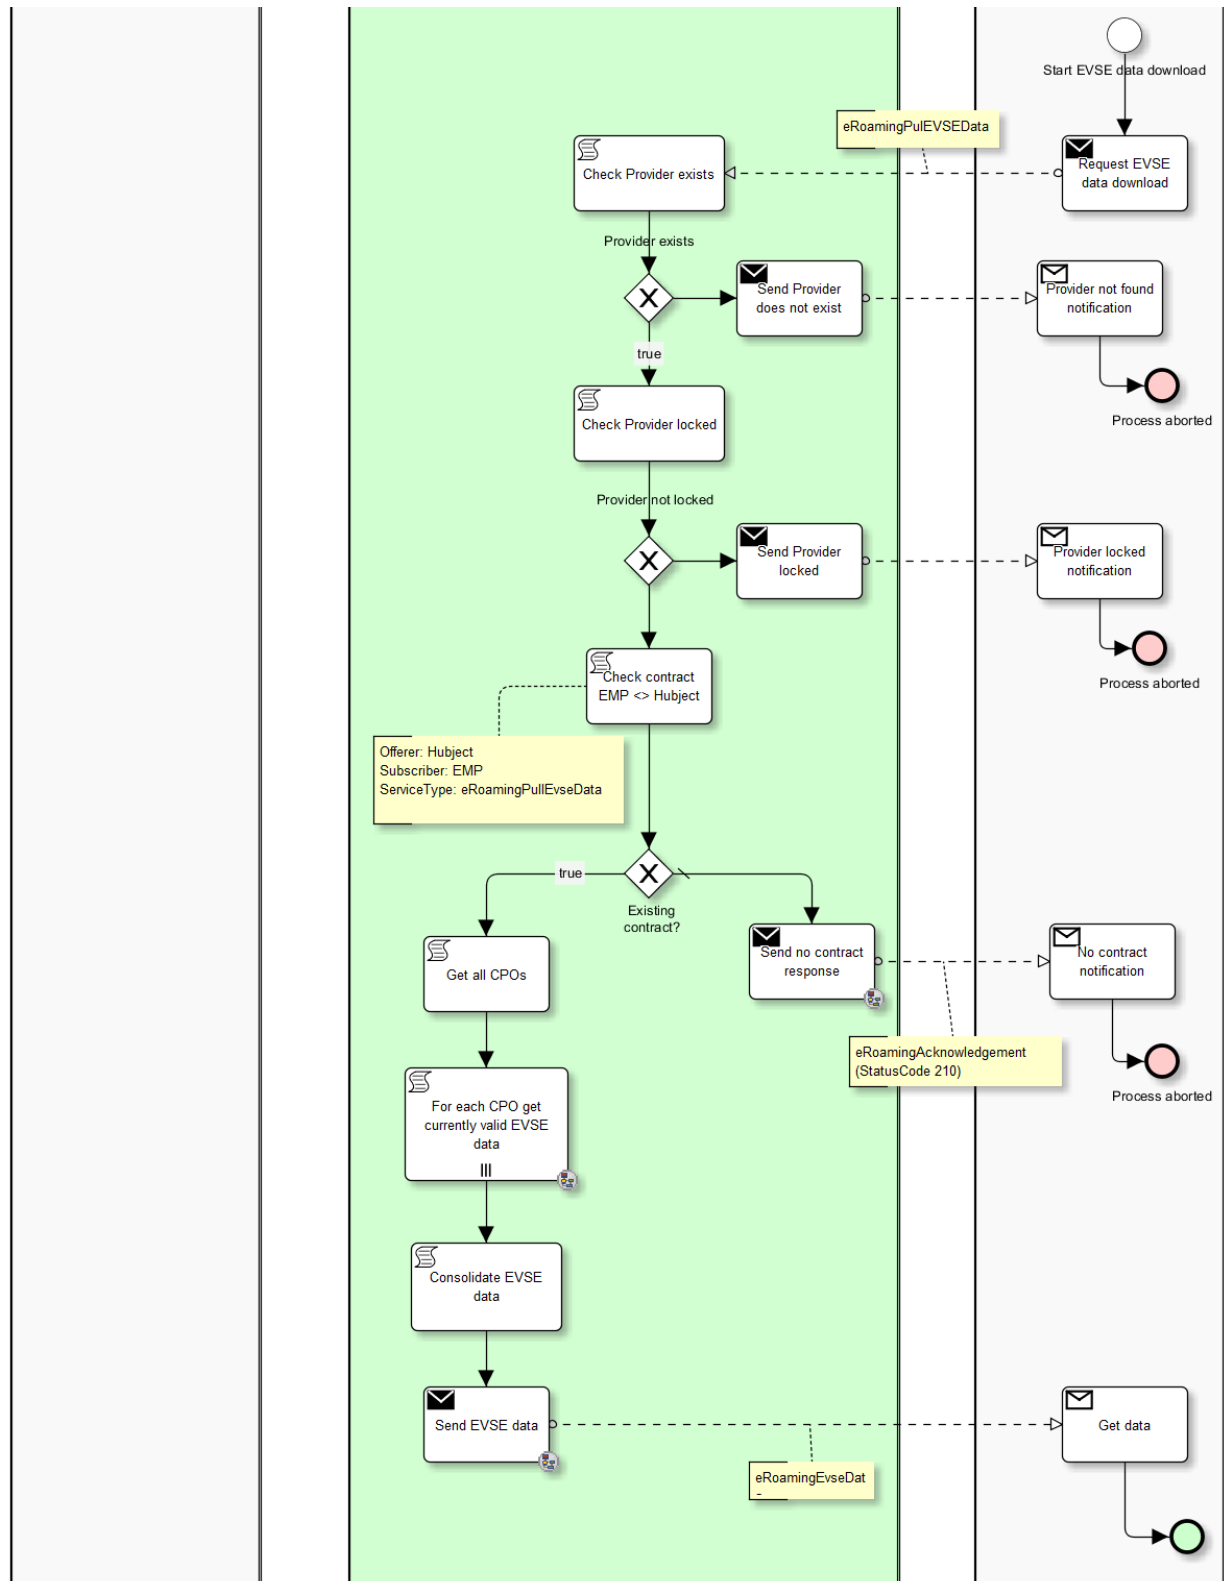 Start EVSE data download
eRoamingPulEVSEData
Check Provider exists
Request EVSE
data download
Provider exists
Send Provider
does not exist
Provider not found
notification
true
Process aborted
Check Provider locked
Provider not locked
Send Provider
locked
Provider locked
notification
Process aborted
Check contract
EMP <> Hubject
Offerer: Hubject
Subscriber: EMP
ServiceType: eRoamingPullEvseData
true
Existing
contract?
Send no contract
response
No contract
notification
Get all CPOs
eRoamingAcknowledgement
(StatusCode 210)
Process aborted
For each CPO get
currently valid EVSE
data
Consolidate EVSE
data
Send EVSE data
Get data
eRoamingEvseDat